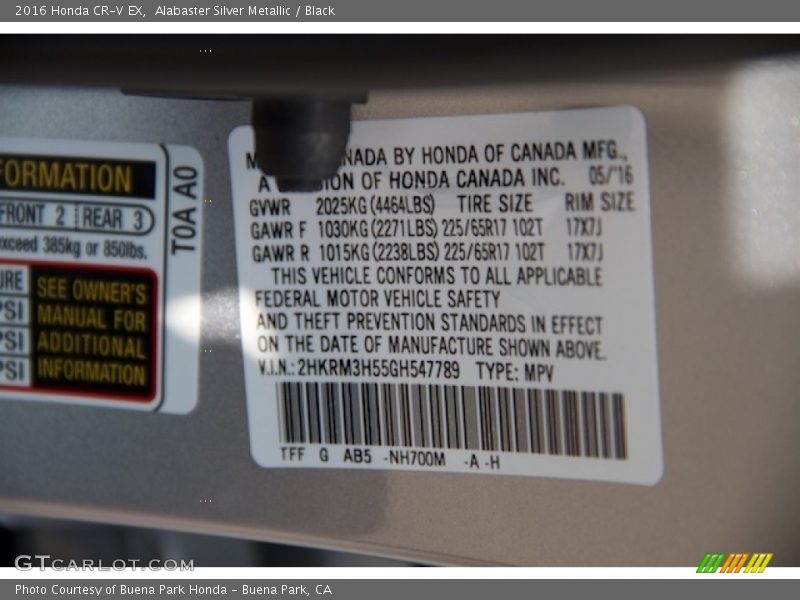 2016 Honda CR-V EX, Alabaster Silver Metallic / Black
FORMATION
FRONT 2 REAR 3
exceed 385kg or 850lbs.
PSI
PSI
PSI
SEE OWNER'S
MANUAL FOR
ADDITIONAL
INFORMATION
T0A A0
NADA BY HONDA OF CANADA MFG.,
A ION OF HONDA CANADA INC. 05/16
GVWR 2025KG (4464LBS) TIRE SIZE RIM SIZE
GAWR F 1030KG (2271LBS) 225/65R17 102T 17X7J
GAWR R 1015KG (2238LBS) 225/65R17 102T 17X7J
THIS VEHICLE CONFORMS TO ALL APPLICABLE
FEDERAL MOTOR VEHICLE SAFETY
AND THEFT PREVENTION STANDARDS IN EFFECT
ON THE DATE OF MANUFACTURE SHOWN ABOVE.
V.I.N.: 2HKRM3H55GH547789 TYPE: MPV
TFF G AB5 -NH700M -A -H
GTCARLOT.COM
Photo Courtesy of Buena Park Honda - Buena Park, CA